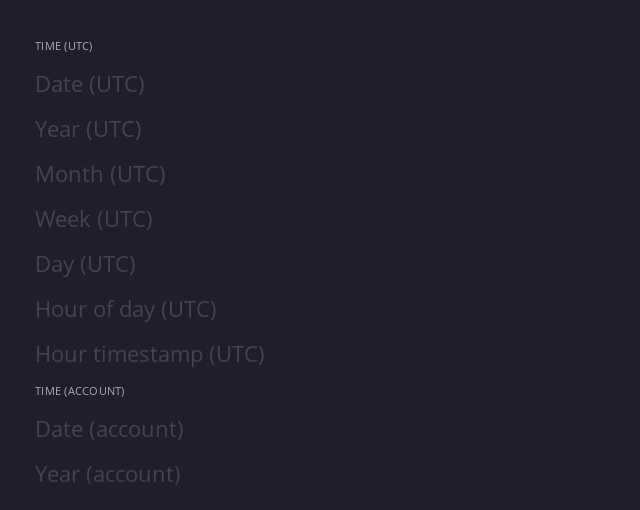 TIME (UTC)
Date (UTC)
Year (UTC)
Month (UTC)
Week (UTC)
Day (UTC)
Hour of day (UTC)
Hour timestamp (UTC)
TIME (ACCOUNT)
Date (account)
Year (account)